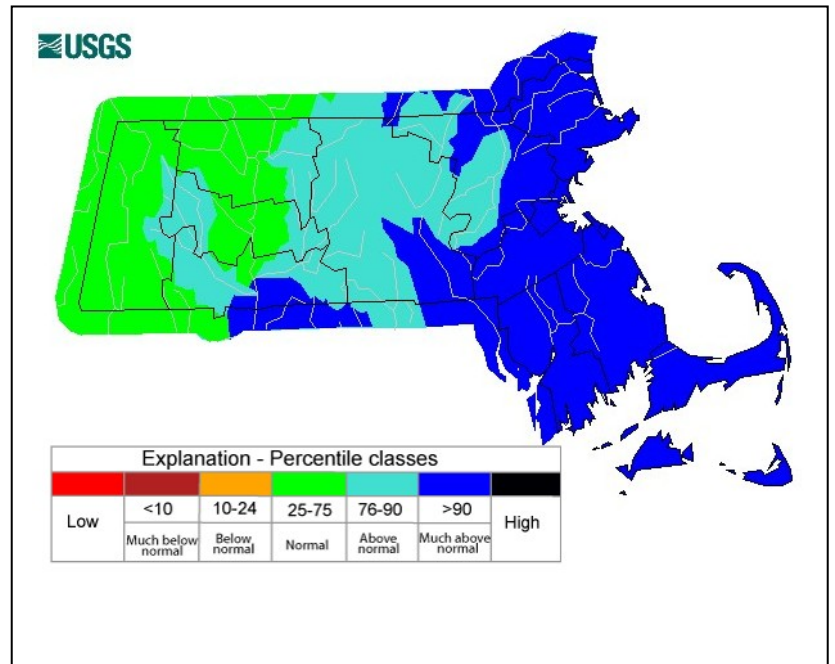 USGS
Explanation - Percentile classes
Low
<10
10-24
25-75
76-90
>90
High
Much below
normal
Below
normal
Normal
Above
normal
Much above
normal